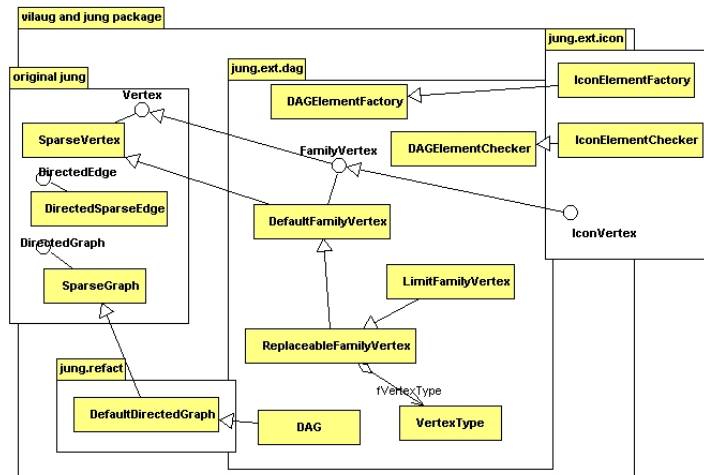 vilaug and jung package
jung.ext.icon
original jung
jung.ext.dag
Vertex
IconElementFactory
DAGElementFactory
SparseVertex
IconElementChecker
DAGElementChecker
FamilyVertex
DirectedEdge
DirectedSparseEdge
DefaultFamilyVertex
IconVertex
DirectedGraph
SparseGraph
LimitFamilyVertex
ReplaceableFamilyVertex
jung.refact
fVertexType
DefaultDirectedGraph
DAG
VertexType